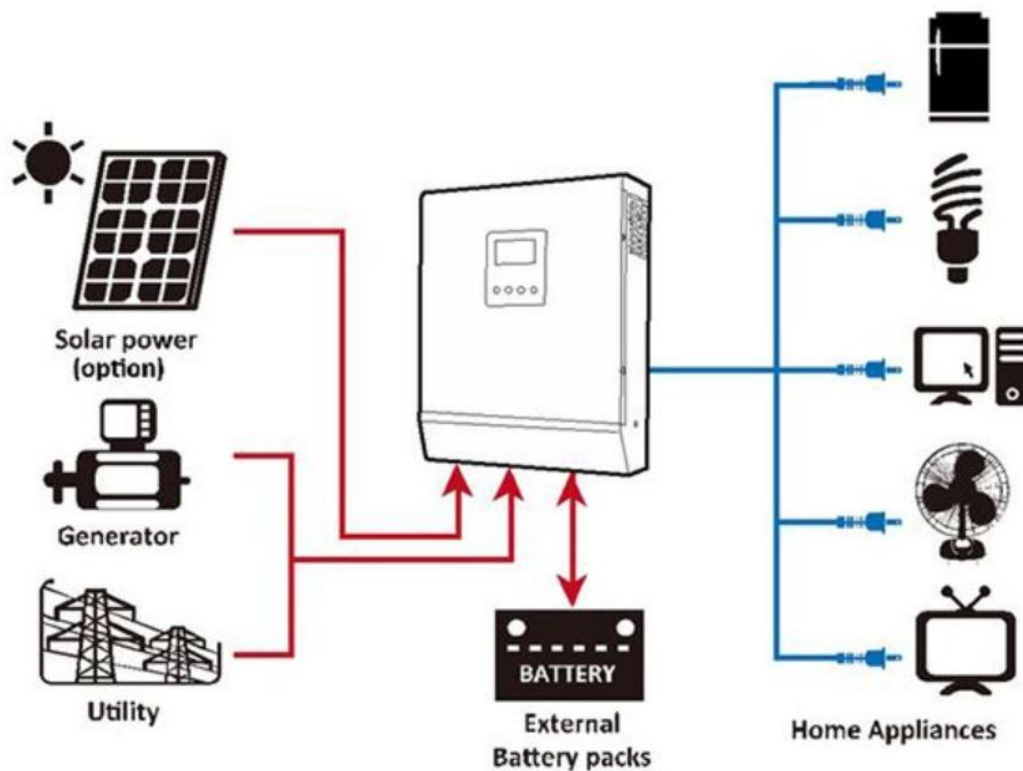 Solar power
(option)
Generator
Utility
BATTERY
External
Battery packs
Home Appliances